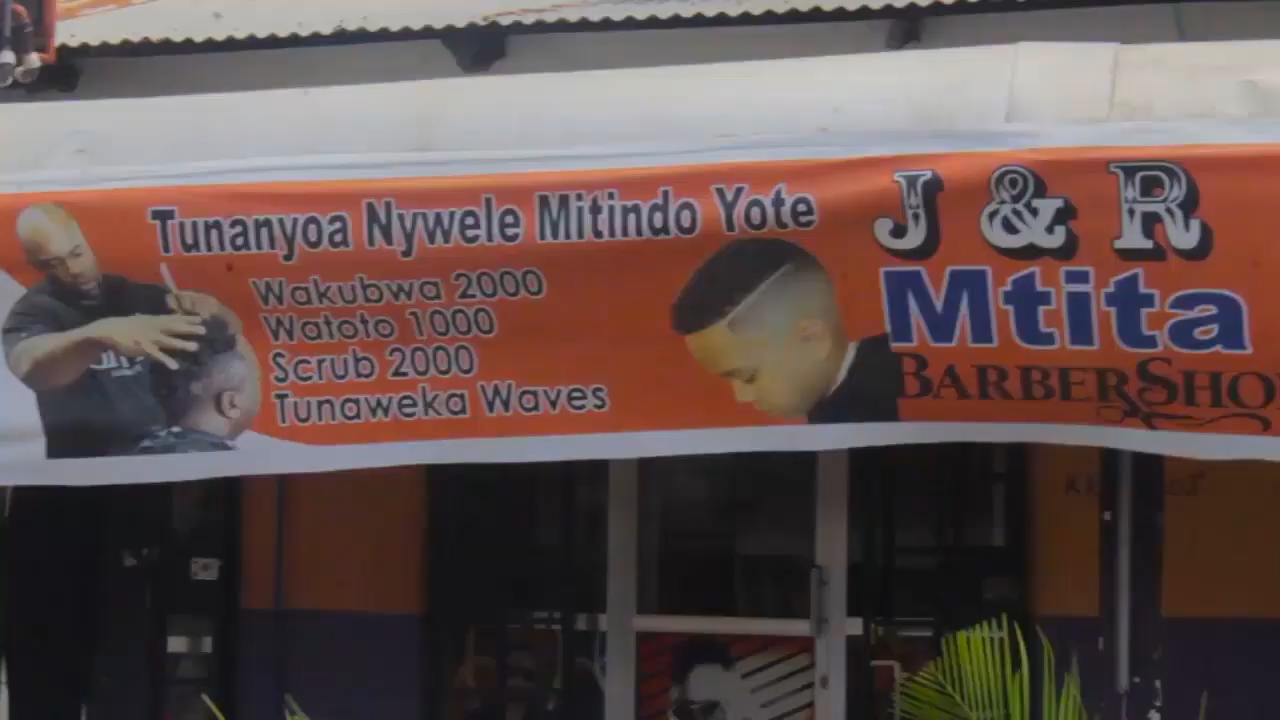 Tunanyoa Nywele Mitindo Yote
Wakubwa 2000
Watoto 1000
Scrub 2000
Tunaweka Waves
J & R
Mtita
BARBERSHO